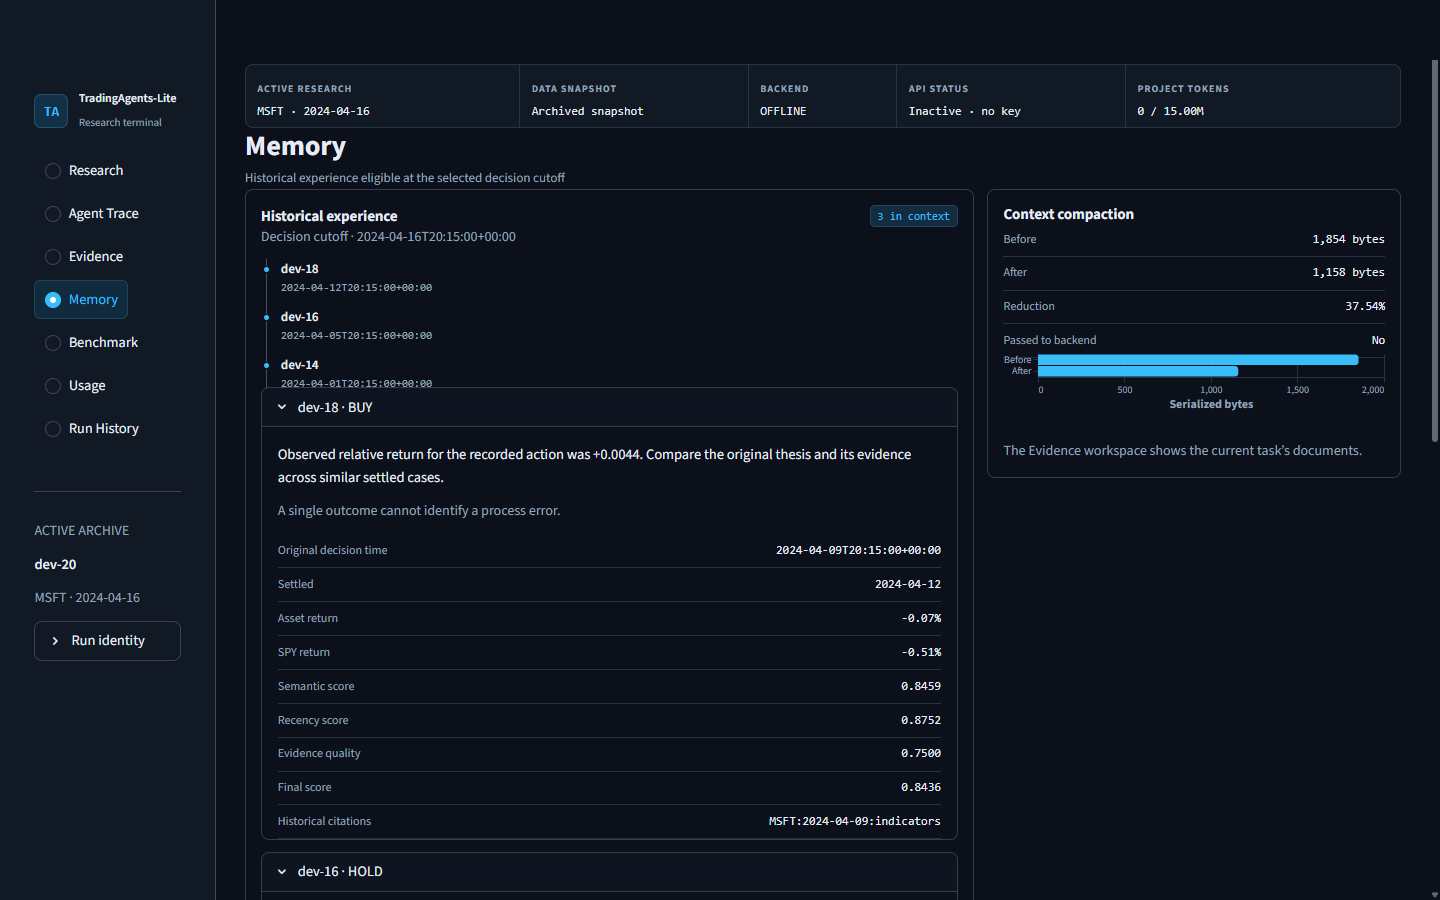 TA
TradingAgents-Lite
Research terminal
Research
Agent Trace
Evidence
Memory
Benchmark
Usage
Run History
ACTIVE ARCHIVE
dev-20
MSFT · 2024-04-16
Run identity
ACTIVE RESEARCH
MSFT · 2024-04-16
DATA SNAPSHOT
Archived snapshot
BACKEND
OFFLINE
API STATUS
Inactive · no key
PROJECT TOKENS
0 / 15.00M
Memory
Historical experience eligible at the selected decision cutoff
Historical experience
3 in context
Decision cutoff · 2024-04-16T20:15:00+00:00
dev-18
2024-04-12T20:15:00+00:00
dev-16
2024-04-05T20:15:00+00:00
dev-14
2024-04-01T20:15:00+00:00
dev-18 · BUY
Observed relative return for the recorded action was +0.0044. Compare the original thesis and its evidence
across similar settled cases.
A single outcome cannot identify a process error.
Original decision time 2024-04-09T20:15:00+00:00
Settled 2024-04-12
Asset return -0.07%
SPY return -0.51%
Semantic score 0.8459
Recency score 0.8752
Evidence quality 0.7500
Final score 0.8436
Historical citations MSFT:2024-04-09:indicators
dev-16 · HOLD
Context compaction
Before 1,854 bytes
After 1,158 bytes
Reduction 37.54%
Passed to backend No
Before
After
0 500 1,000 1,500 2,000
Serialized bytes
The Evidence workspace shows the current task's documents.